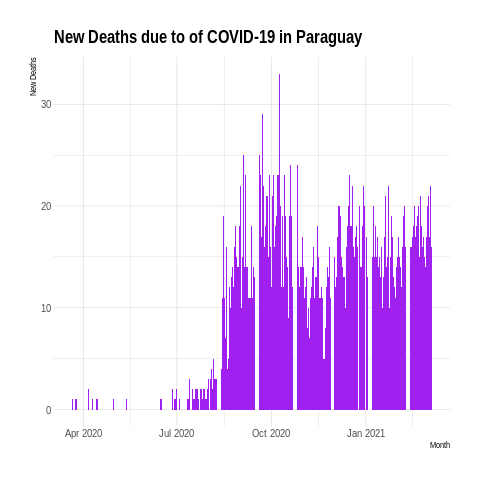 New Deaths due to of COVID-19 in Paraguay
New Deaths
30
20
10
0
Apr 2020 Jul 2020 Oct 2020 Jan 2021
Month